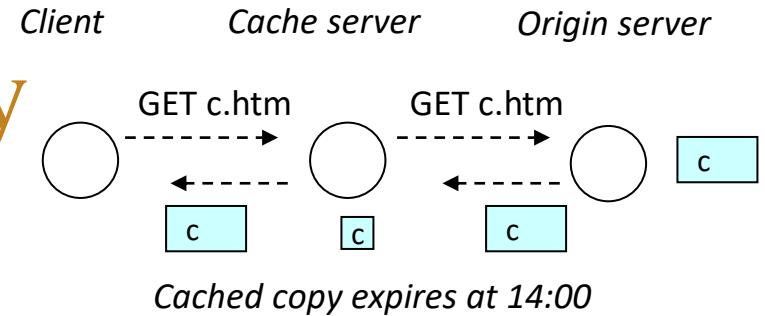 Client Cache server Origin server
y
GET c.htm GET c.htm
c
c c c
Cached copy expires at 14:00